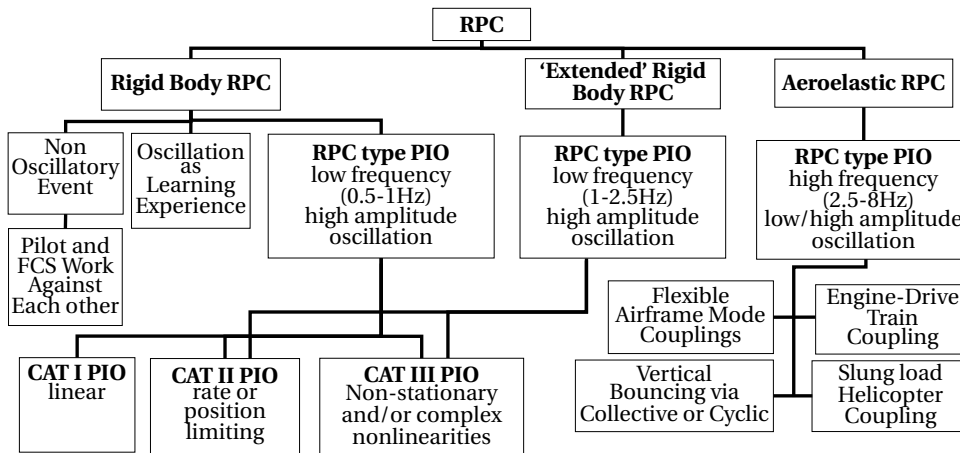 RPC
Rigid Body RPC
‘Extended’ Rigid
Body RPC
Aeroelastic RPC
Non
Oscillatory
Event
Oscillation
as
Learning
Experience
RPC type PIO
low frequency
(0.5-1Hz)
high amplitude
oscillation
RPC type PIO
low frequency
(1-2.5Hz)
high amplitude
oscillation
RPC type PIO
high frequency
(2.5-8Hz)
low/high amplitude
oscillation
Pilot and
FCS Work
Against
Each other
Flexible
Airframe Mode
Couplings
Engine-Drive
Train
Coupling
CAT I PIO
linear
CAT II PIO
rate or
position
limiting
CAT III PIO
Non-stationary
and/or complex
nonlinearities
Vertical
Bouncing via
Collective or Cyclic
Slung load
Helicopter
Coupling